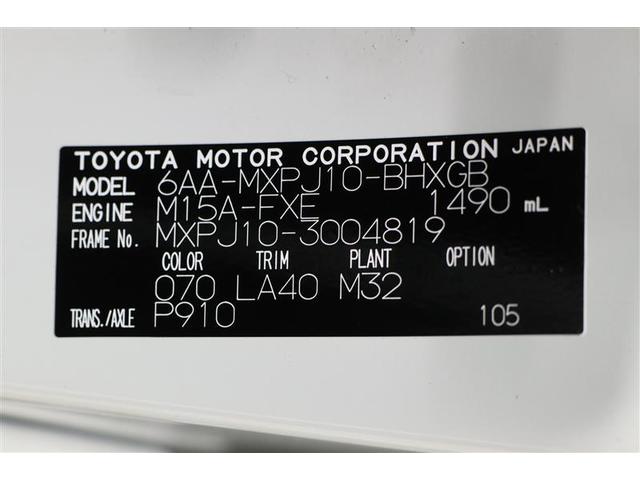 TOYOTA MOTOR CORPORATION JAPAN
MODEL 6AA-MXPJ10-BHXGB
ENGINE M15A-FXE 1490 mL
FRAME No. MXPJ10-3004819
COLOR TRIM PLANT OPTION
070 LA40 M32
TRANS./AXLE P910 105